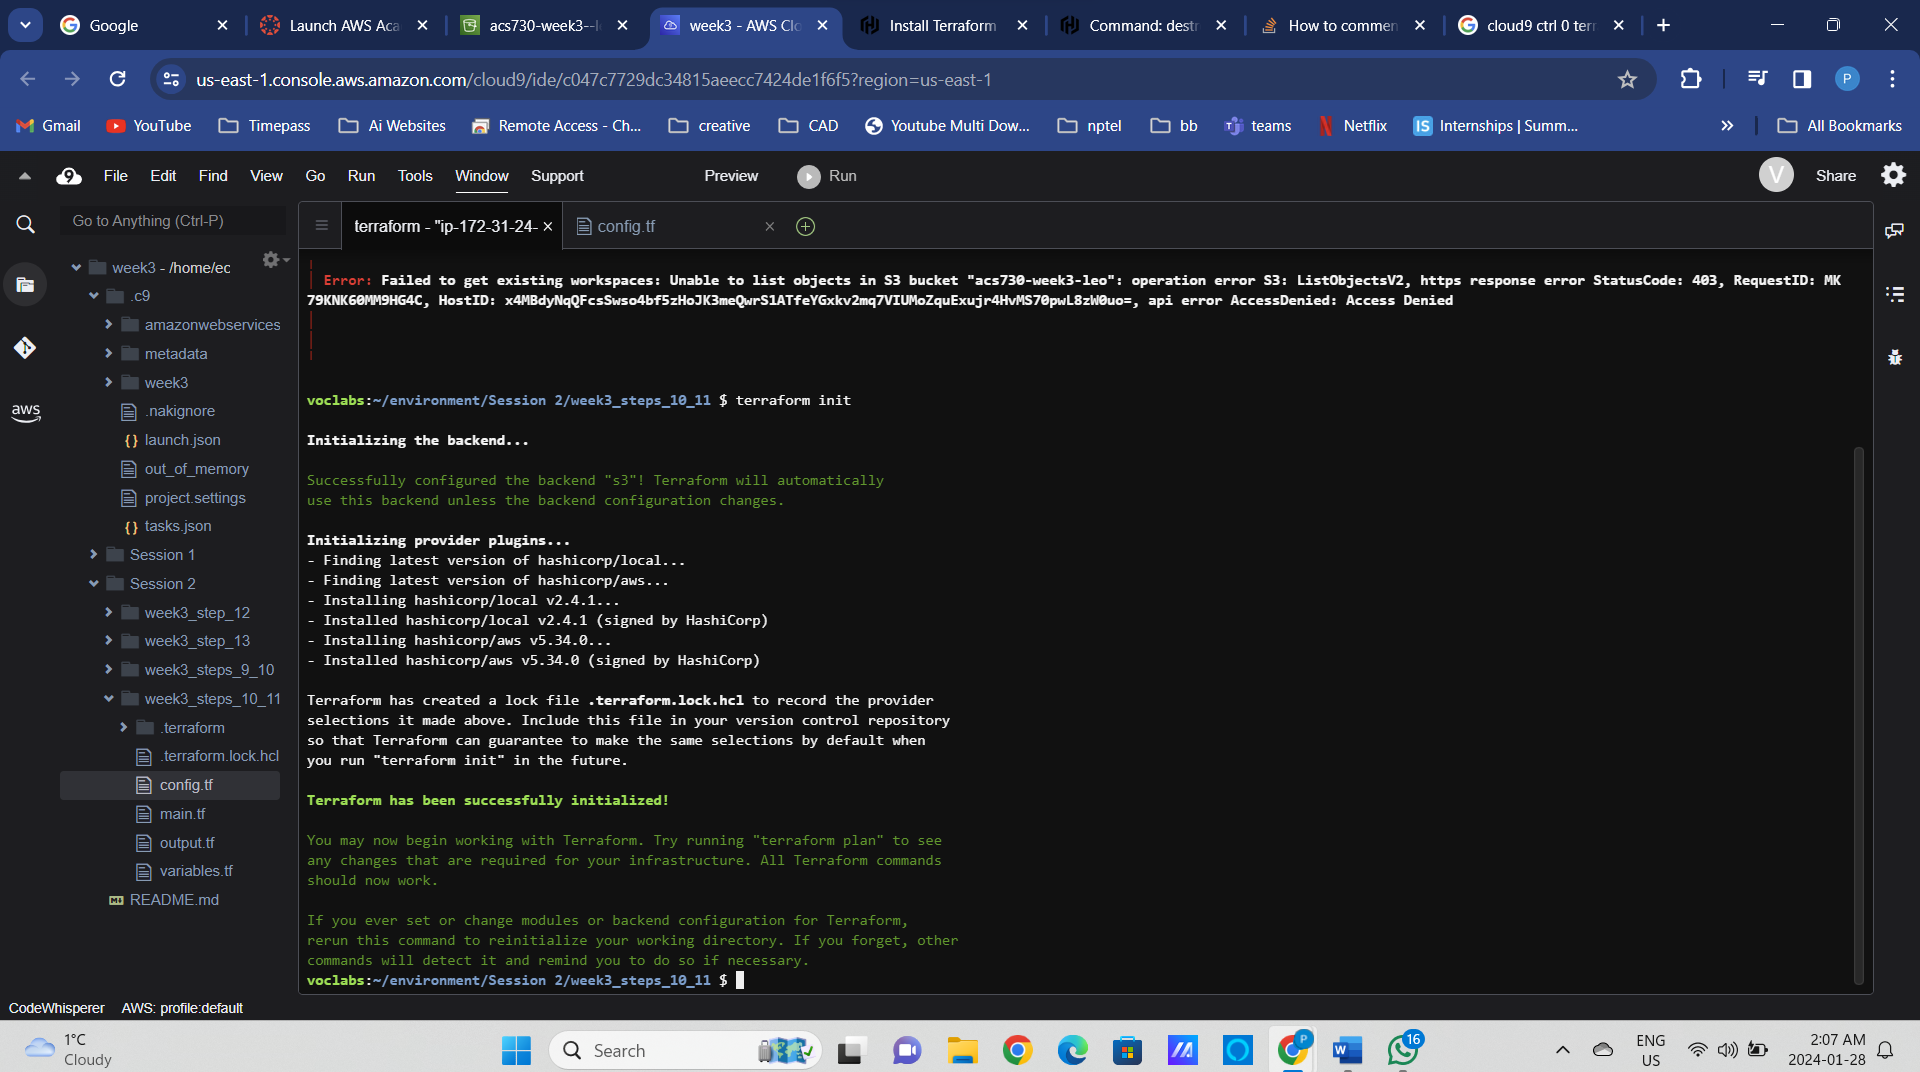 Google
Launch AWS Aca
acs730-week3--l
week3 - AWS Clo
Install Terraform
Command: destr
How to commen
cloud9 ctrl 0 terr
us-east-1.console.aws.amazon.com/cloud9/ide/c047c7729dc34815aeecc7424de1f6f5?region=us-east-1
P
Gmail
YouTube
Timepass
Ai Websites
Remote Access - Ch...
creative
CAD
Youtube Multi Dow...
nptel
bb
teams
Netflix
IS Internships | Summ...
All Bookmarks
9 File Edit Find View Go Run Tools Window Support Preview Run
V Share
Go to Anything (Ctrl-P)
terraform - "ip-172-31-24-
config.tf
aws
week3 - /home/ec
.c9
amazonwebservices
metadata
week3
.nakignore
{} launch.json
out_of_memory
project.settings
{} tasks.json
Session 1
Session 2
week3_step_12
week3_step_13
week3_steps_9_10
week3_steps_10_11
.terraform
.terraform.lock.hcl
config.tf
main.tf
output.tf
variables.tf
README.md
Error: Failed to get existing workspaces: Unable to list objects in S3 bucket "acs730-week3-leo": operation error S3: ListObjectsV2, https response error StatusCode: 403, RequestID: MK
79KNK60MM9HG4C, HostID: x4MBdyNqQFcsSwso4bf5zHoJK3meQwrS1ATfeYGxkv2mq7VIUMoZquExujr4HvMS70pwL8zW0uo=, api error AccessDenied: Access Denied
voclabs:~/environment/Session 2/week3_steps_10_11 $ terraform init
Initializing the backend...
Successfully configured the backend "s3"! Terraform will automatically
use this backend unless the backend configuration changes.
Initializing provider plugins...
- Finding latest version of hashicorp/local...
- Finding latest version of hashicorp/aws...
- Installing hashicorp/local v2.4.1...
- Installed hashicorp/local v2.4.1 (signed by HashiCorp)
- Installing hashicorp/aws v5.34.0...
- Installed hashicorp/aws v5.34.0 (signed by HashiCorp)
Terraform has created a lock file .terraform.lock.hcl to record the provider
selections it made above. Include this file in your version control repository
so that Terraform can guarantee to make the same selections by default when
you run "terraform init" in the future.
Terraform has been successfully initialized!
You may now begin working with Terraform. Try running "terraform plan" to see
any changes that are required for your infrastructure. All Terraform commands
should now work.
If you ever set or change modules or backend configuration for Terraform,
rerun this command to reinitialize your working directory. If you forget, other
commands will detect it and remind you to do so if necessary.
voclabs:~/environment/Session 2/week3_steps_10_11 $
CodeWhisperer AWS: profile:default
1°C
Cloudy
Search
P
W
16
ENG
US
2:07 AM
2024-01-28